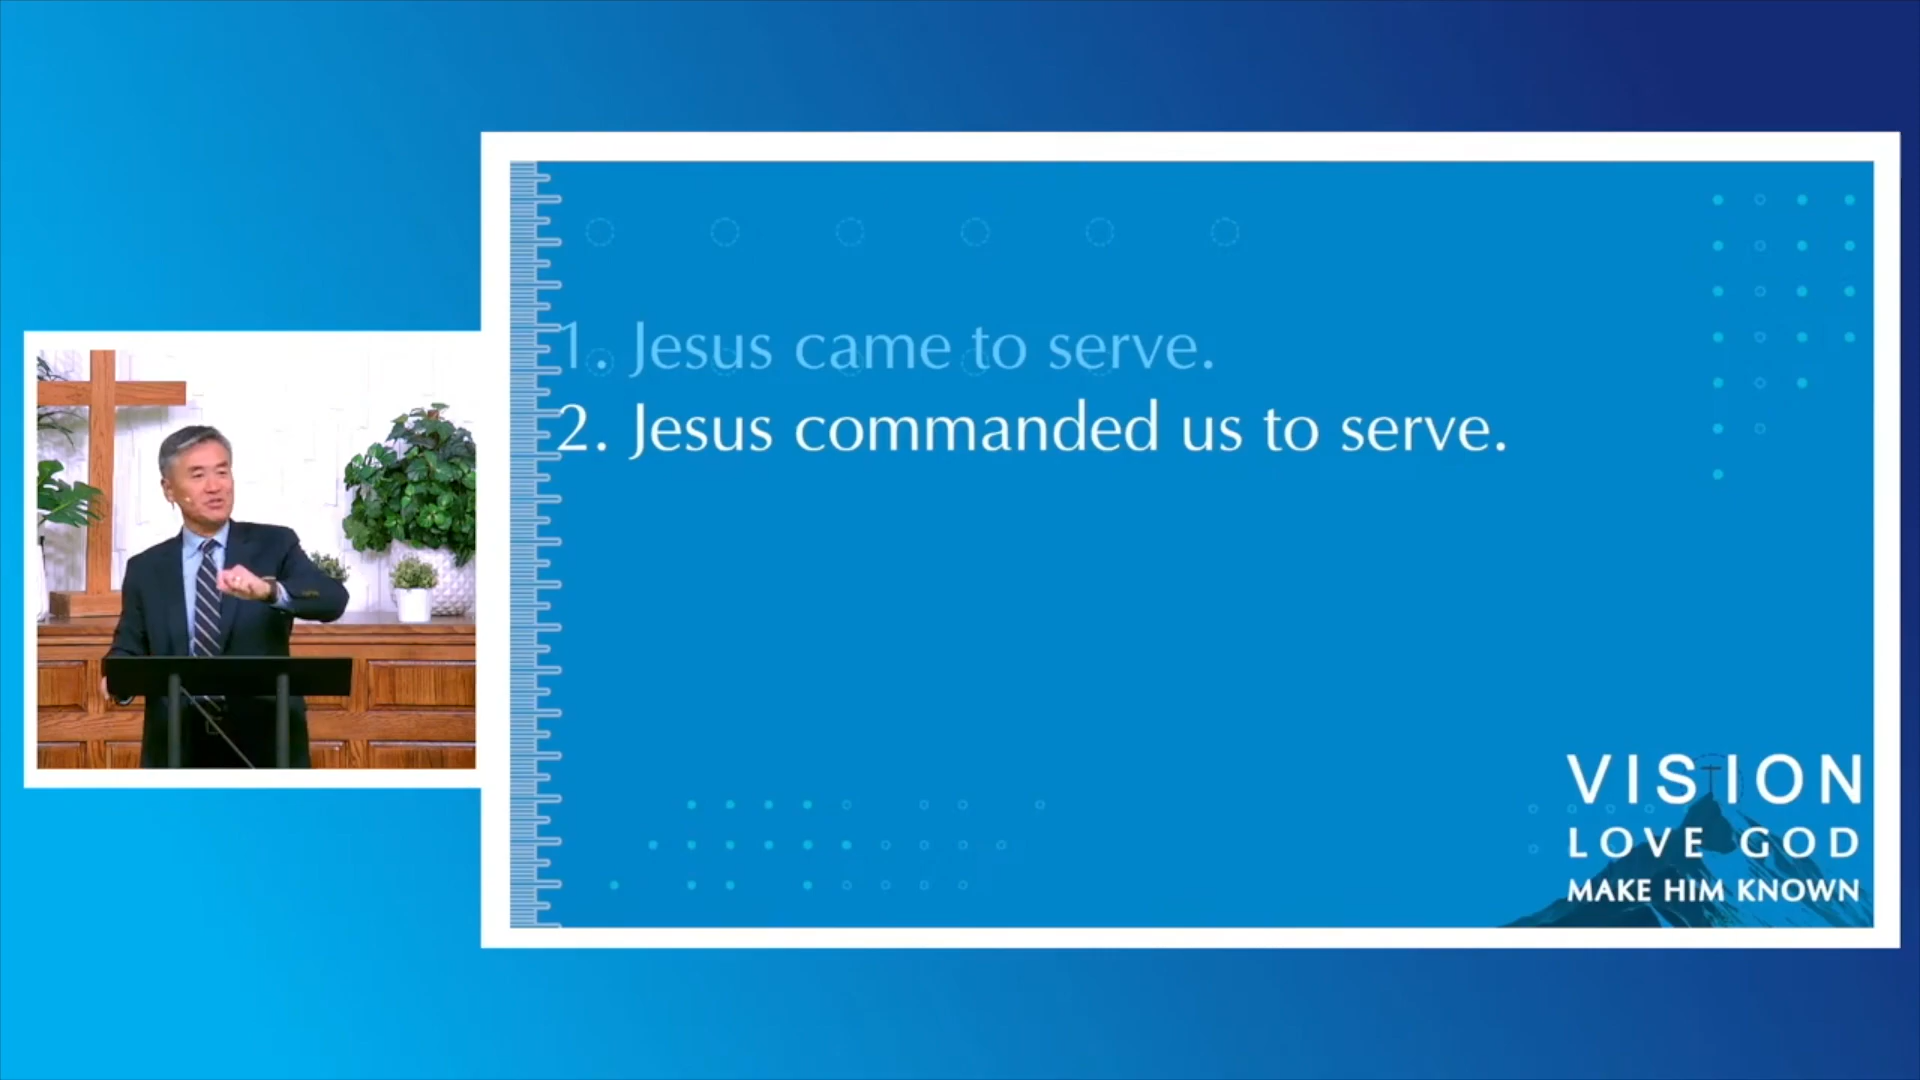 1. Jesus came to serve.
2. Jesus commanded us to serve.
VISION
LOVE GOD
MAKE HIM KNOWN